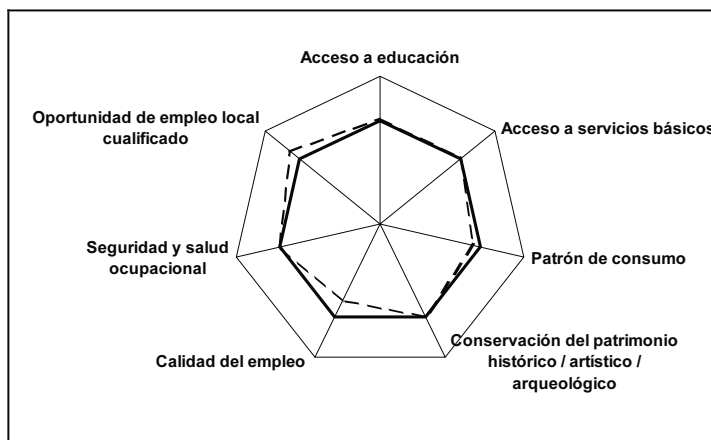 Acceso a educación
Oportunidad de empleo local
cualificado
Acceso a servicios básicos
Seguridad y salud
ocupacional
Patrón de consumo
Calidad del empleo
Conservación del patrimonio
histórico / artístico /
arqueológico